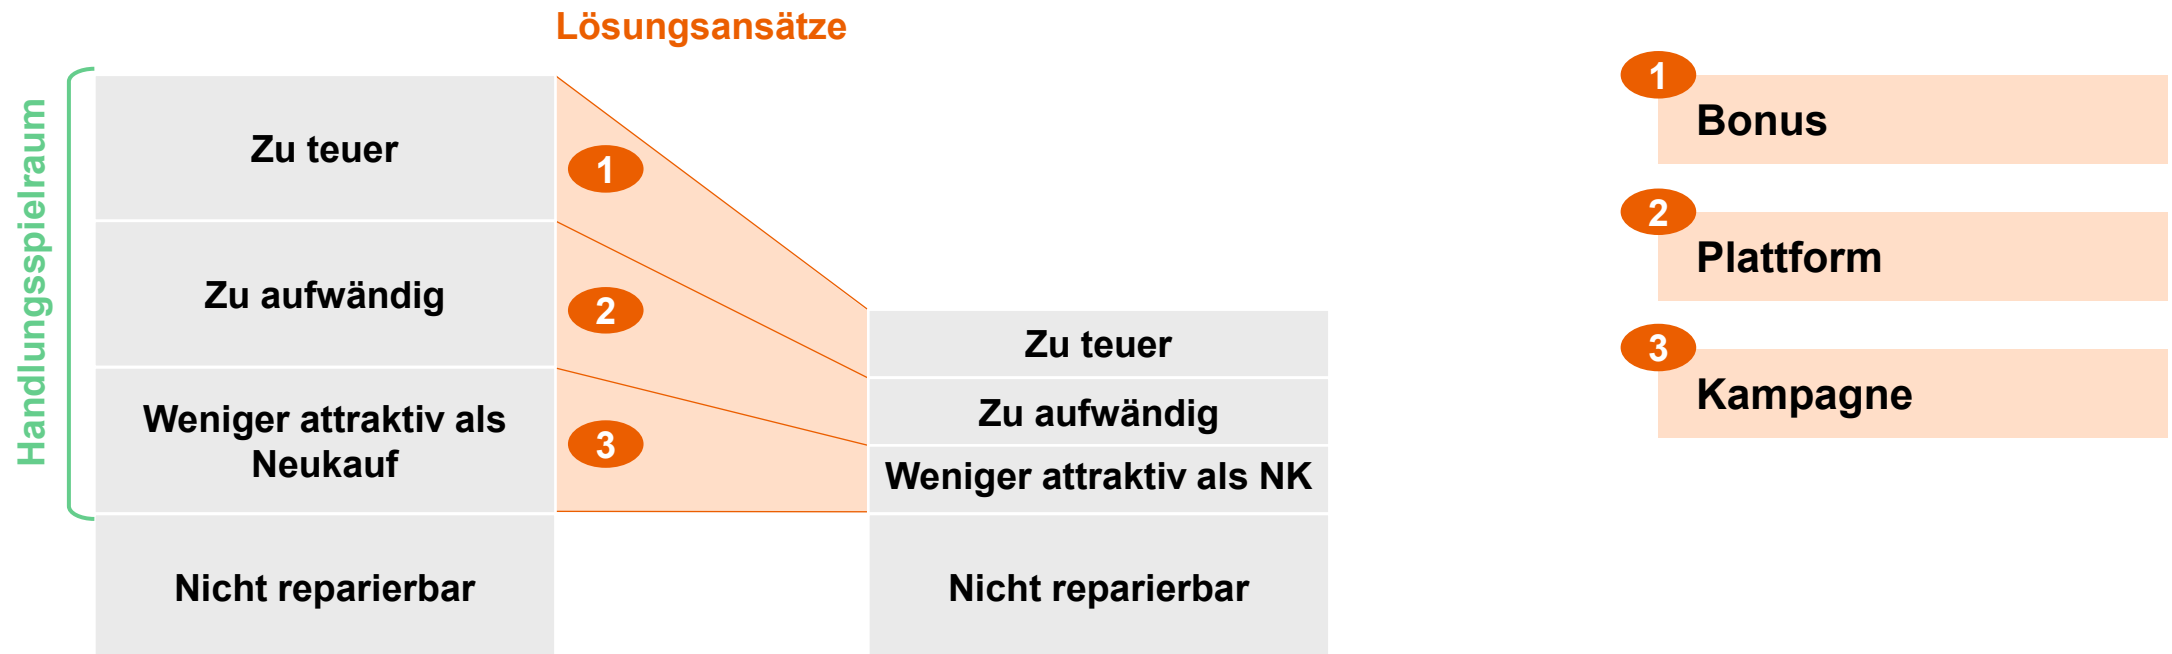 Lösungsansätze
Handlungsspielraum
Zu teuer
Zu aufwändig
Weniger attraktiv als
Neukauf
Nicht reparierbar
1
2
3
Zu teuer
Zu aufwändig
Weniger attraktiv als NK
Nicht reparierbar
1
Bonus
2
Plattform
3
Kampagne